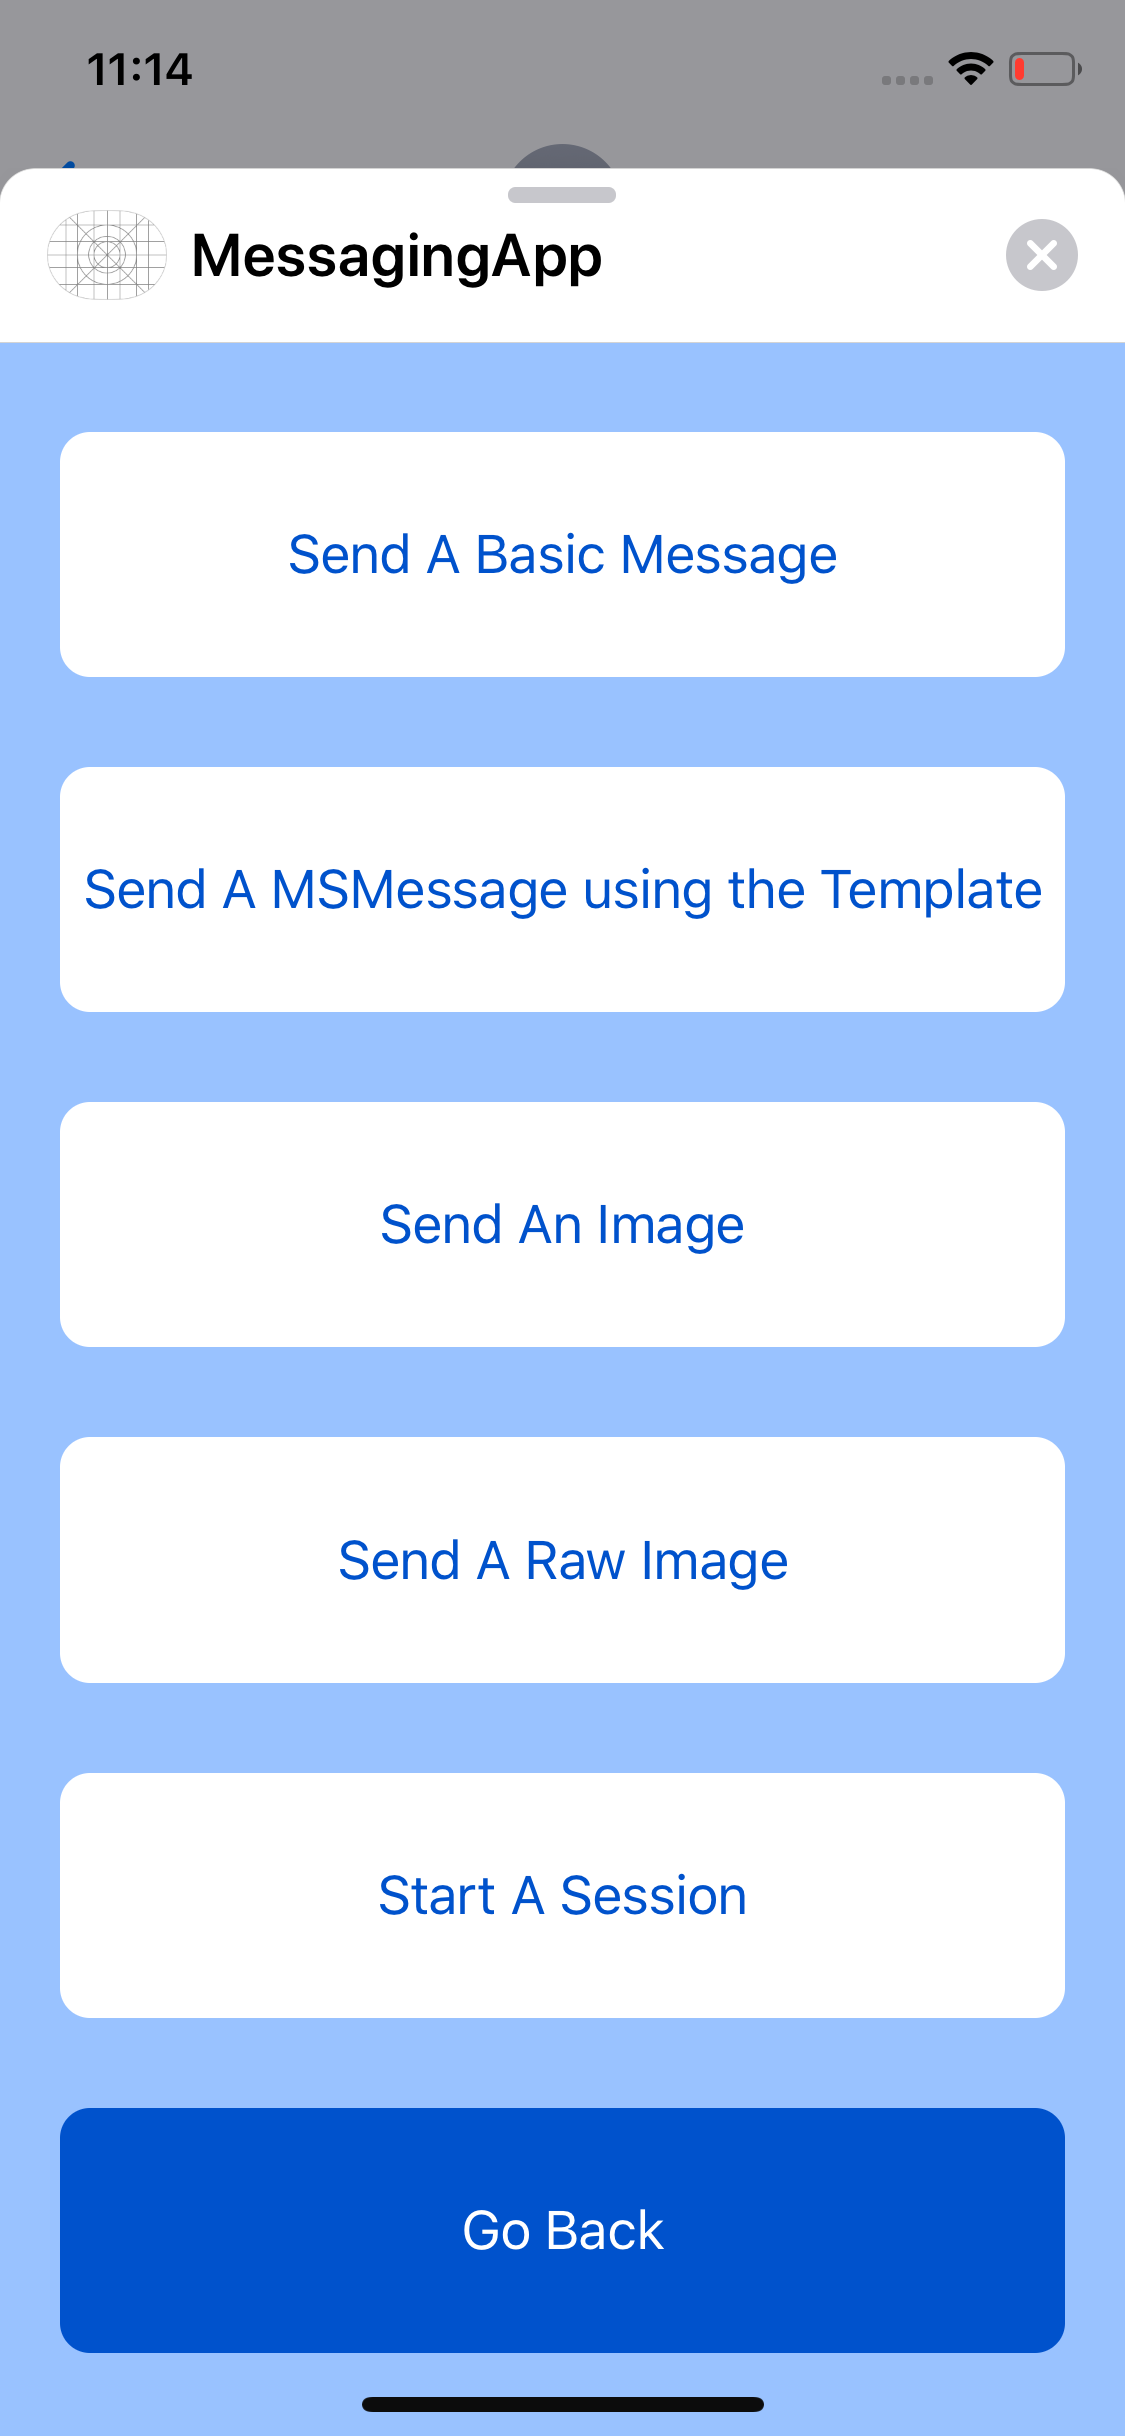 11:14
MessagingApp
Send A Basic Message
Send A MSMessage using the Template
Send An Image
Send A Raw Image
Start A Session
Go Back